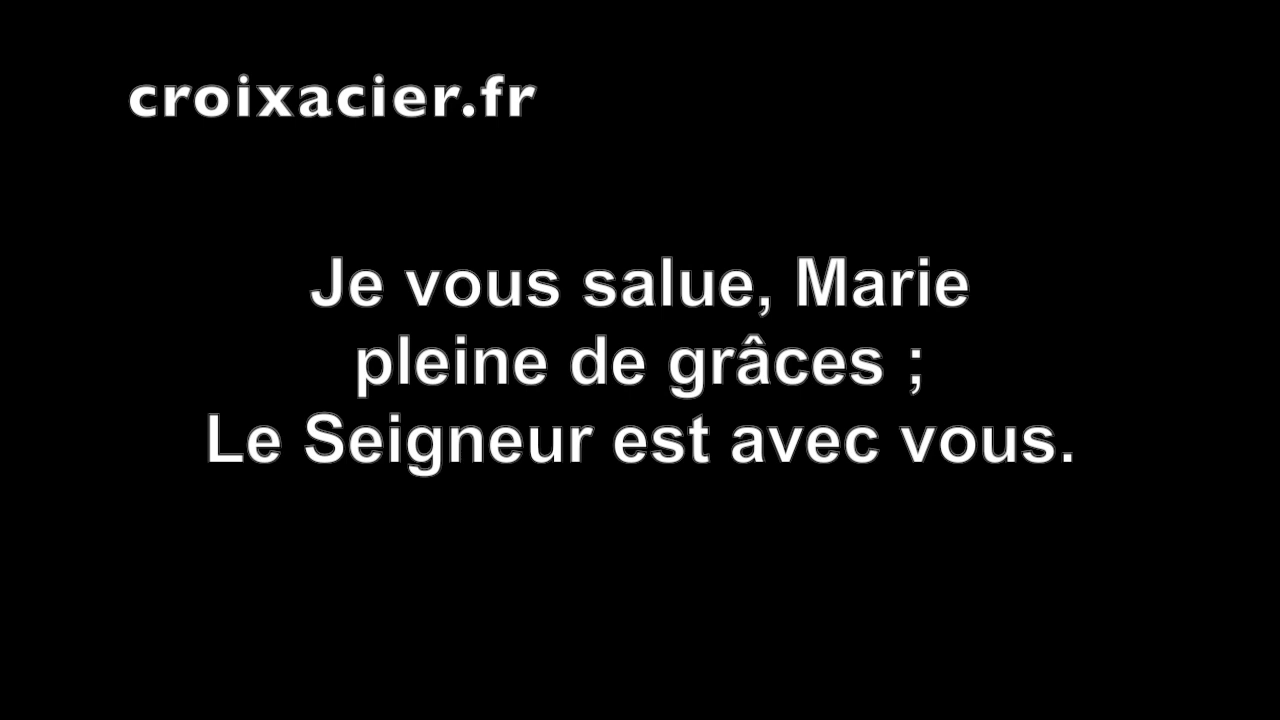 croixacier.fr
Je vous salue, Marie
pleine de grâces ;
Le Seigneur est avec vous.